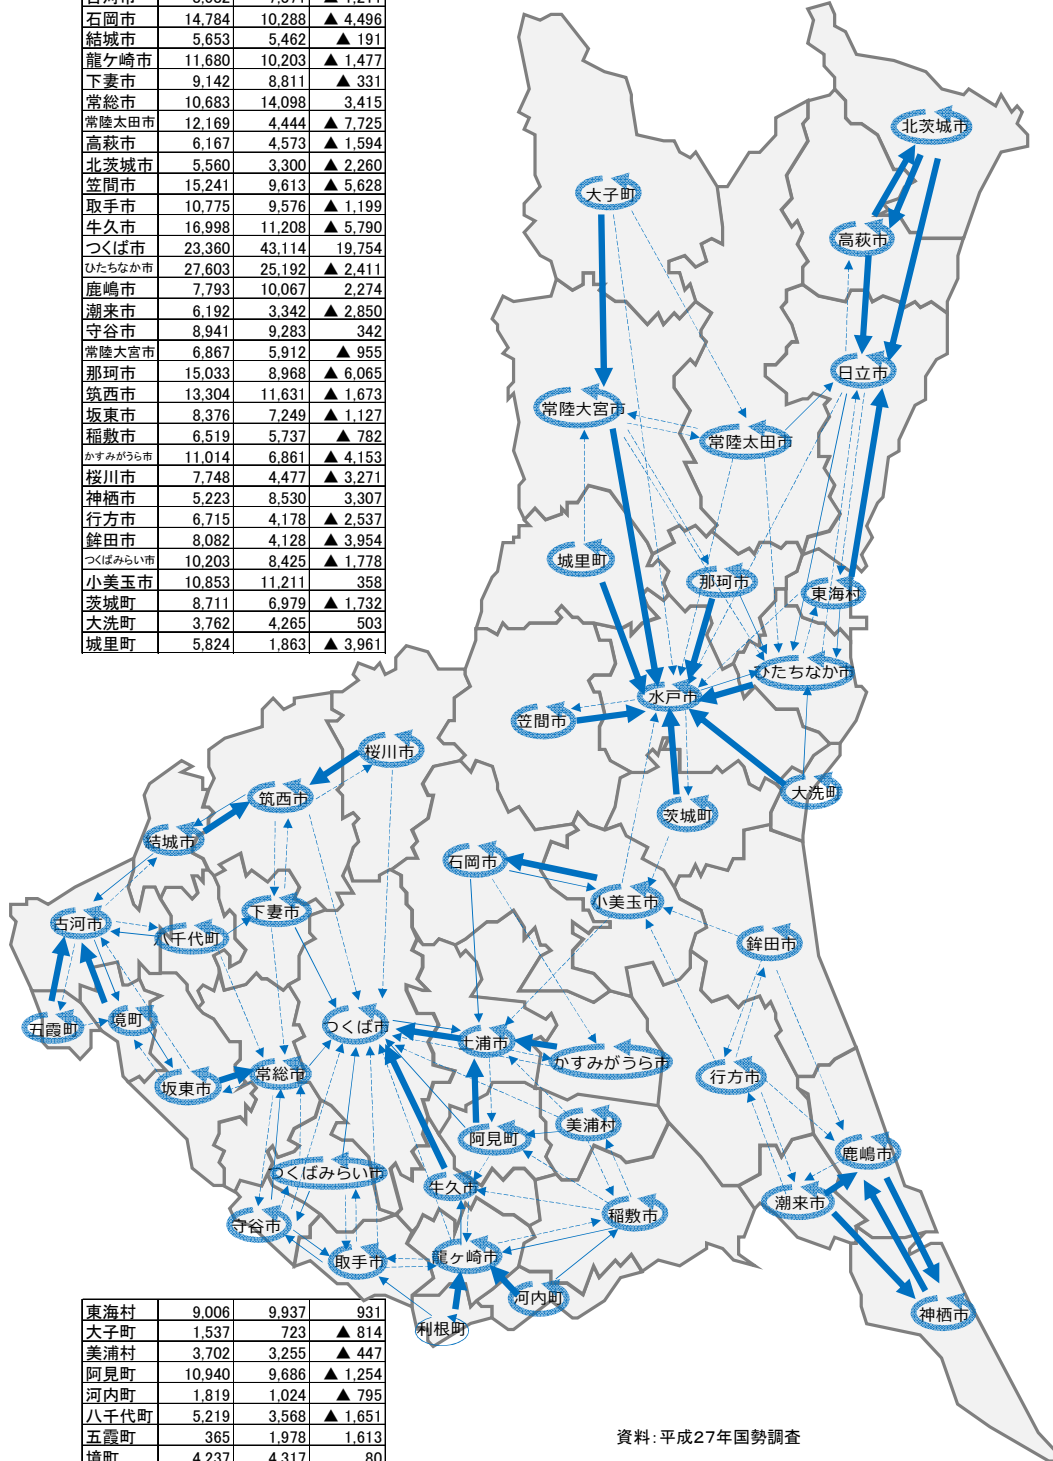 石岡市 14,784 10,288 ▲ 4,496
結城市 5,653 5,462 ▲ 191
龍ケ崎市 11,680 10,203 ▲ 1,477
下妻市 9,142 8,811 ▲ 331
常総市 10,683 14,098 3,415
常陸太田市 12,169 4,444 ▲ 7,725
高萩市 6,167 4,573 ▲ 1,594
北茨城市 5,560 3,300 ▲ 2,260
笠間市 15,241 9,613 ▲ 5,628
取手市 10,775 9,576 ▲ 1,199
牛久市 16,998 11,208 ▲ 5,790
つくば市 23,360 43,114 19,754
ひたちなか市 27,603 25,192 ▲ 2,411
鹿嶋市 7,793 10,067 2,274
潮来市 6,192 3,342 ▲ 2,850
守谷市 8,941 9,283 342
常陸大宮市 6,867 5,912 ▲ 955
那珂市 15,033 8,968 ▲ 6,065
筑西市 13,304 11,631 ▲ 1,673
坂東市 8,376 7,249 ▲ 1,127
稲敷市 6,519 5,737 ▲ 782
かすみがうら市 11,014 6,861 ▲ 4,153
桜川市 7,748 4,477 ▲ 3,271
神栖市 5,223 8,530 3,307
行方市 6,715 4,178 ▲ 2,537
鉾田市 8,082 4,128 ▲ 3,954
つくばみらい市 10,203 8,425 ▲ 1,778
小美玉市 10,853 11,211 358
茨城町 8,711 6,979 ▲ 1,732
大洗町 3,762 4,265 503
城里町 5,824 1,863 ▲ 3,961
北茨城市
大子町
高萩市
日立市
常陸大宮市
常陸太田市
城里町
那珂市
東海村
ひたちなか市
水戸市
笠間市
桜川市
大洗町
筑西市
茨城町
結城市
石岡市
小美玉市
下妻市
古河市
八千代町
鉾田市
五霞町
境町
つくば市
土浦市
かすみがうら市
常総市
坂東市
行方市
美浦村
阿見町
鹿嶋市
つくばみらい市
牛久市
潮来市
稲敷市
守谷市
取手市
龍ヶ崎市
河内町
神栖市
利根町
東海村 9,006 9,937 931
大子町 1,537 723 ▲ 814
美浦村 3,702 3,255 ▲ 447
阿見町 10,940 9,686 ▲ 1,254
河内町 1,819 1,024 ▲ 795
八千代町 5,219 3,568 ▲ 1,651
五霞町 365 1,978 1,613
境町 4,237 4,317 80
資料：平成27年国勢調査